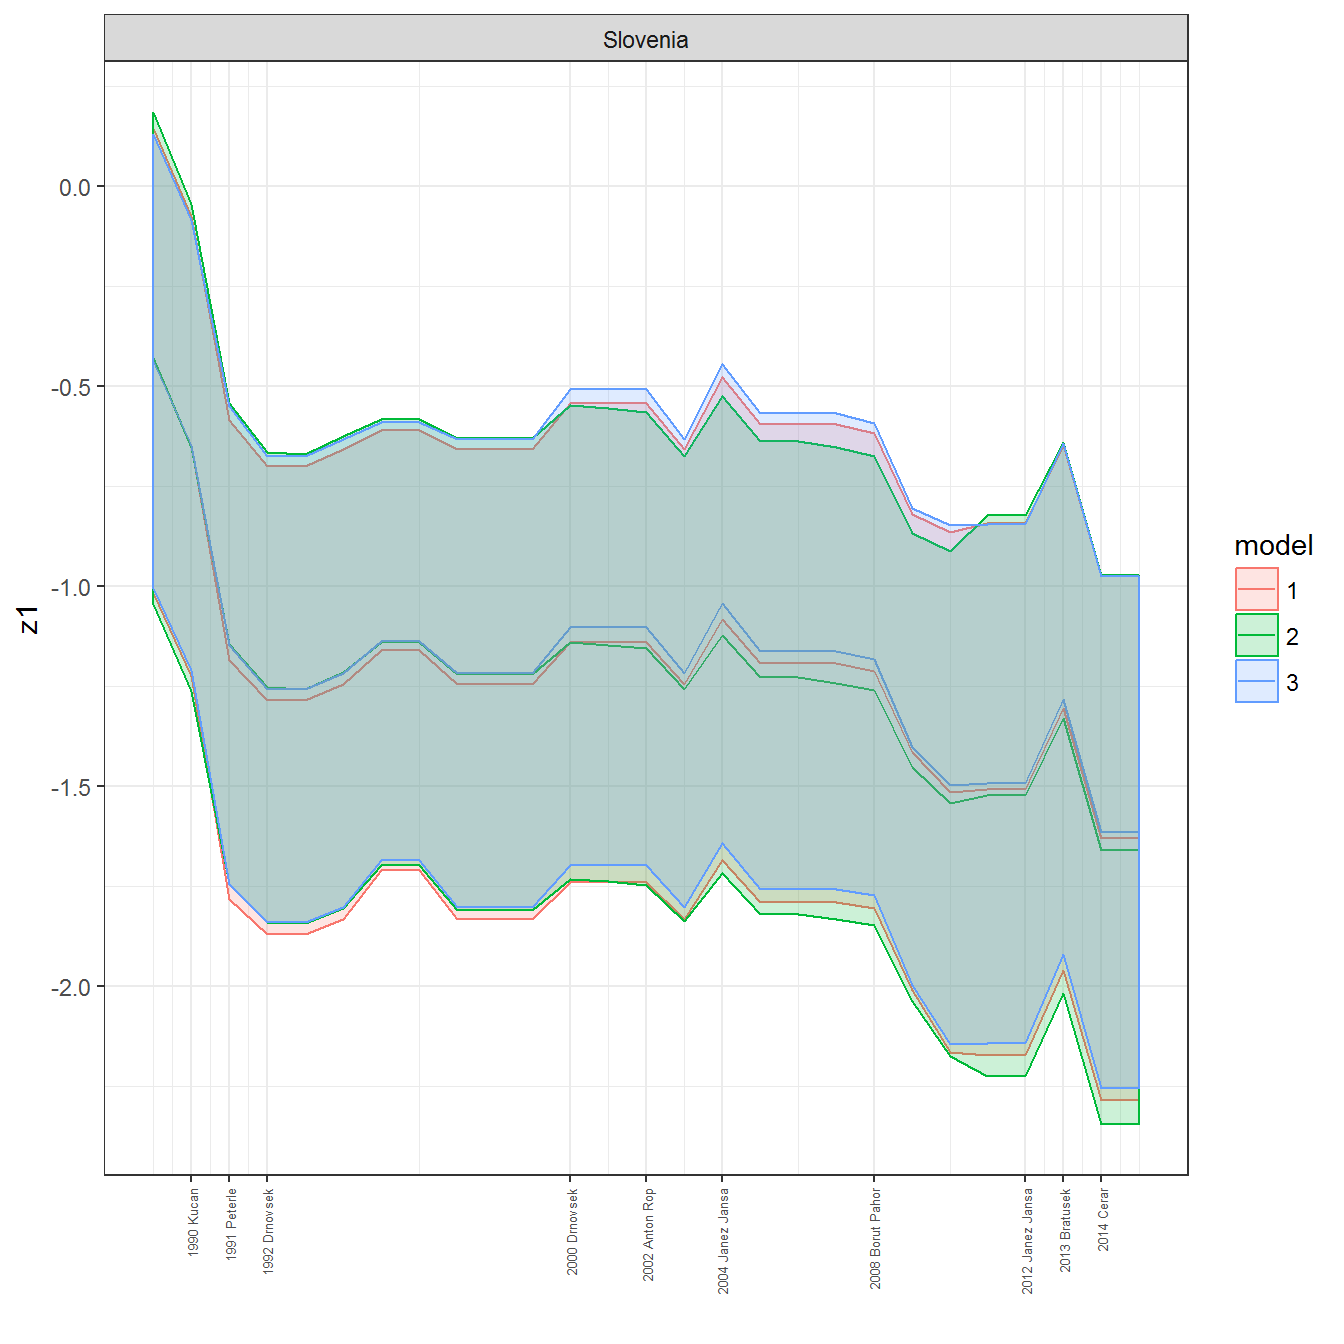 Slovenia
0.0
-0.5
-1.0
-1.5
-2.0
z1
1990 Kucan
1991 Peterle
1992 Drnovsek
2000 Drnovsek
2002 Anton Rop
2004 Janez Jansa
2008 Borut Pahor
2012 Janez Jansa
2013 Bratusek
2014 Cerar
model
1
2
3